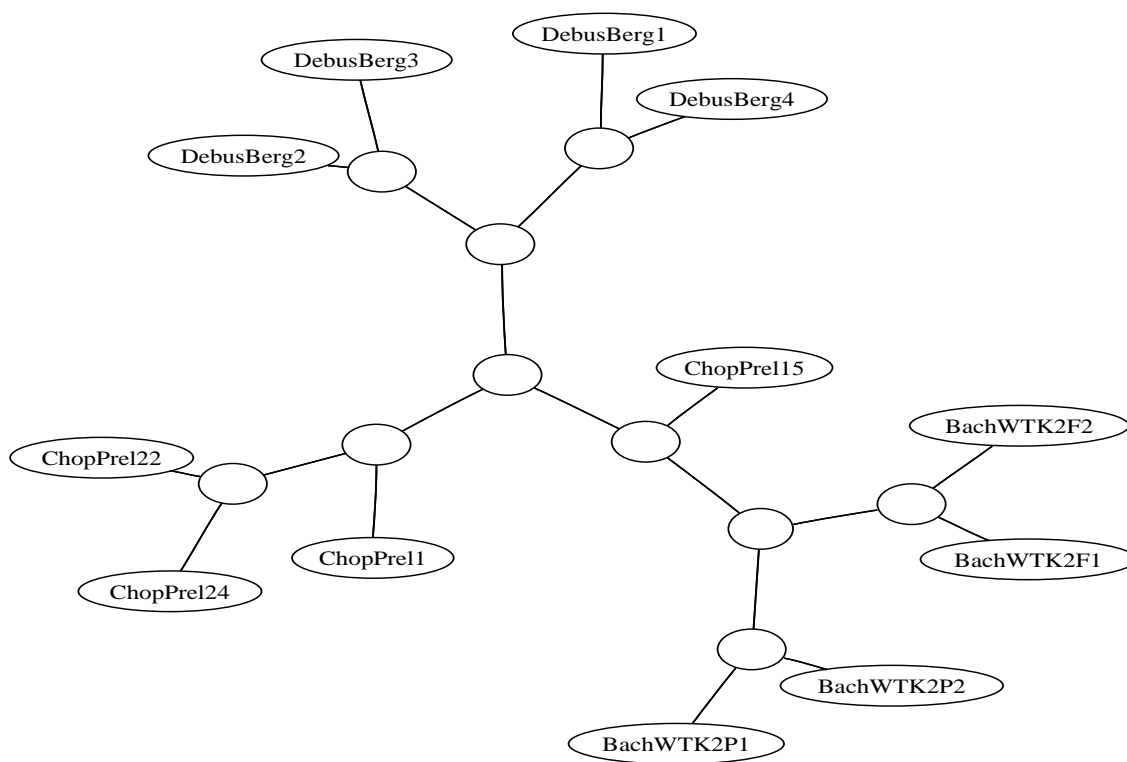 DebusBerg1
DebusBerg3
DebusBerg4
DebusBerg2
ChopPrel15
BachWTK2F2
ChopPrel22
ChopPrel1
BachWTK2F1
ChopPrel24
BachWTK2P2
BachWTK2P1